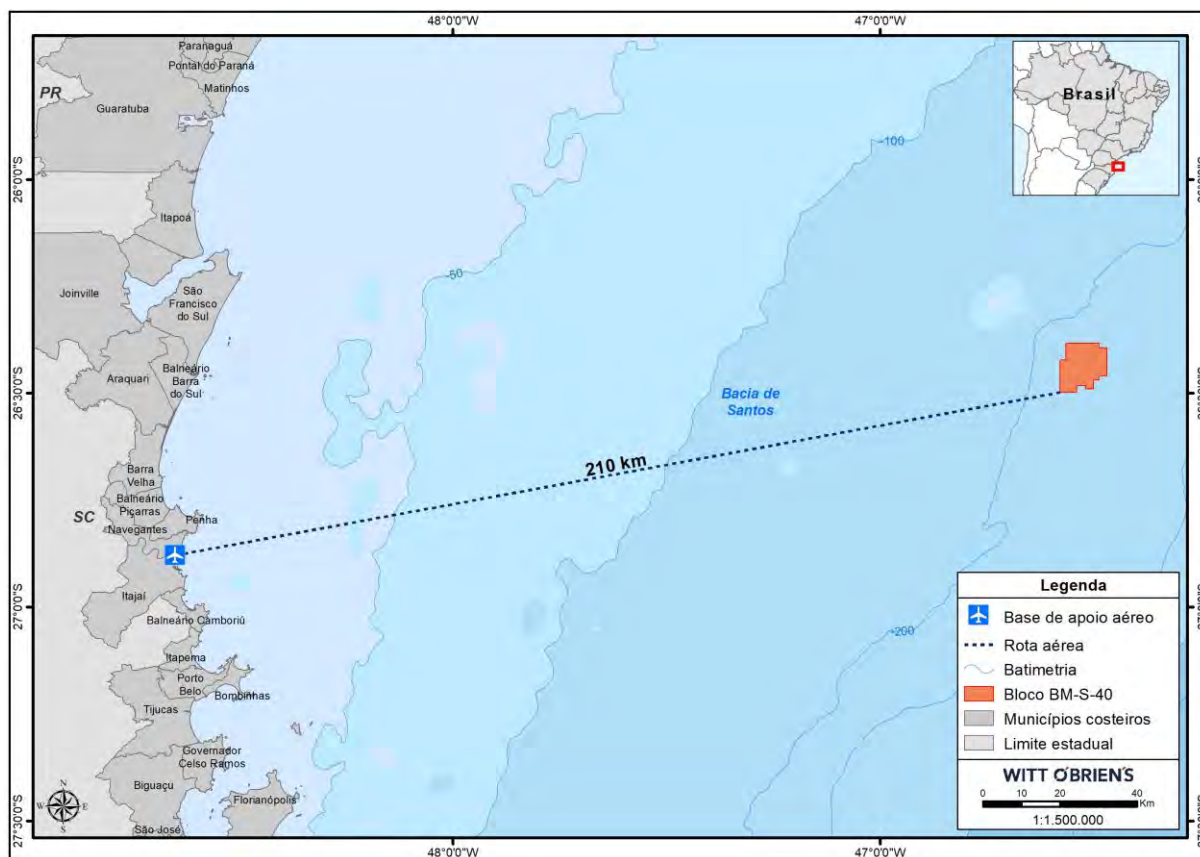 48°0'0"W
47°0'0"W
Paranaguá
Pontal do Paraná
Matinhos
PR
Guaratuba
Brasil
-100
26°0'0"S
Itapoá
-50
Joinville
São
Francisco
do Sul
Araquari
Balneário
Barra
do Sul
26°30'0"S
Bacia de
Santos
210 km
Barra
Velha
Balneário
Piçarras
SC
Navegantes
Penha
Itajaí
27°0'0"S
Balneário Camboriú
Itapema
Porto
Belo
Bombinhas
Tijucas
-200
Governador
Celso Ramos
Biguaçu
Florianópolis
São José
27°30'0"S
N
W
E
S
48°0'0"W
47°0'0"W
Legenda
Base de apoio aéreo
Rota aérea
Batimetria
Bloco BM-S-40
Municípios costeiros
Limite estadual
WITT O'BRIEN'S
0 10 20 40
Km
1:1.500.000